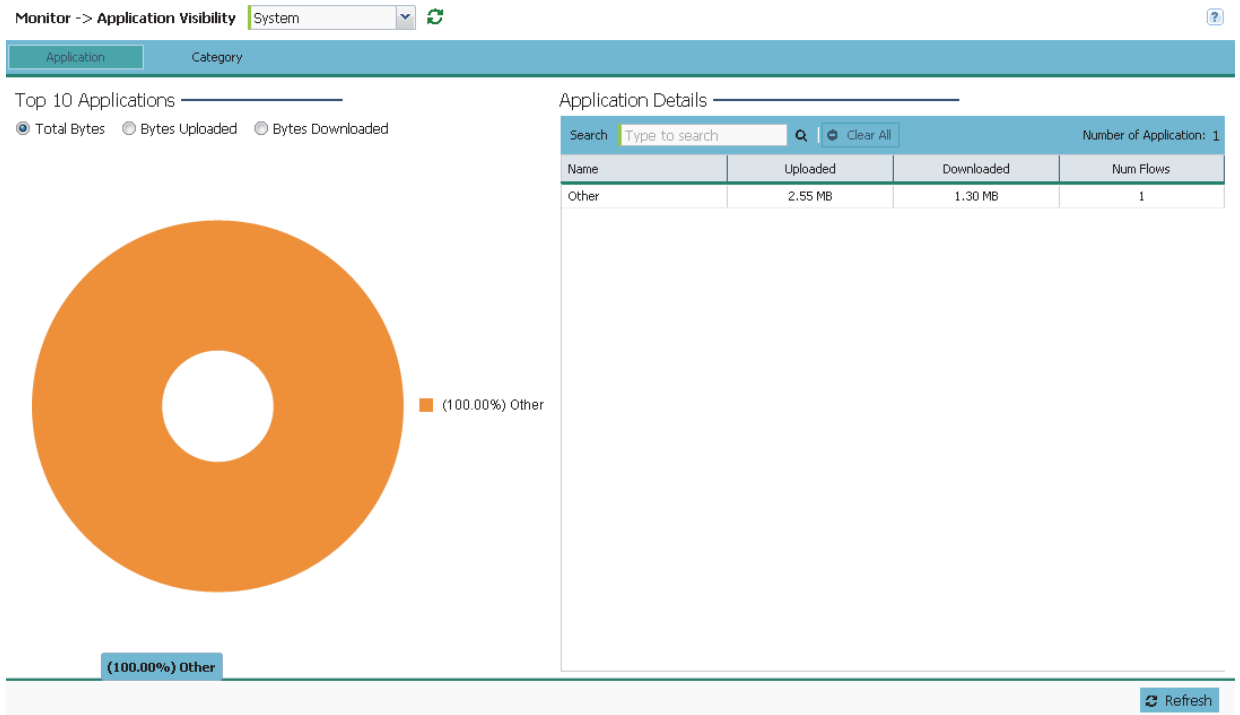 Monitor -> Application Visibility System
?
Application Category
Top 10 Applications
Total Bytes Bytes Uploaded Bytes Downloaded
(100.00%) Other
(100.00%) Other
Application Details
Search Type to search Clear All Number of Application: 1
Name Uploaded Downloaded Num Flows
Other 2.55 MB 1.30 MB 1
Refresh